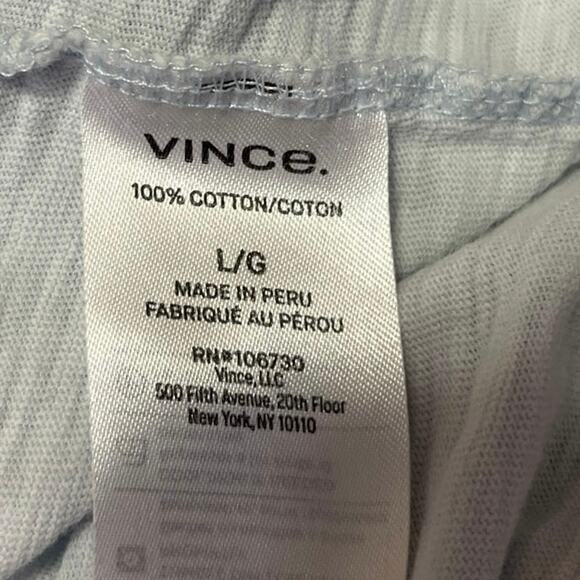 VINCe.
100% COTTON/COTON
L/G
MADE IN PERU
FABRIQUÉ AU PÉROU
RN#106730
Vince, LLC
500 Fifth Avenue, 20th Floor
New York, NY 10110